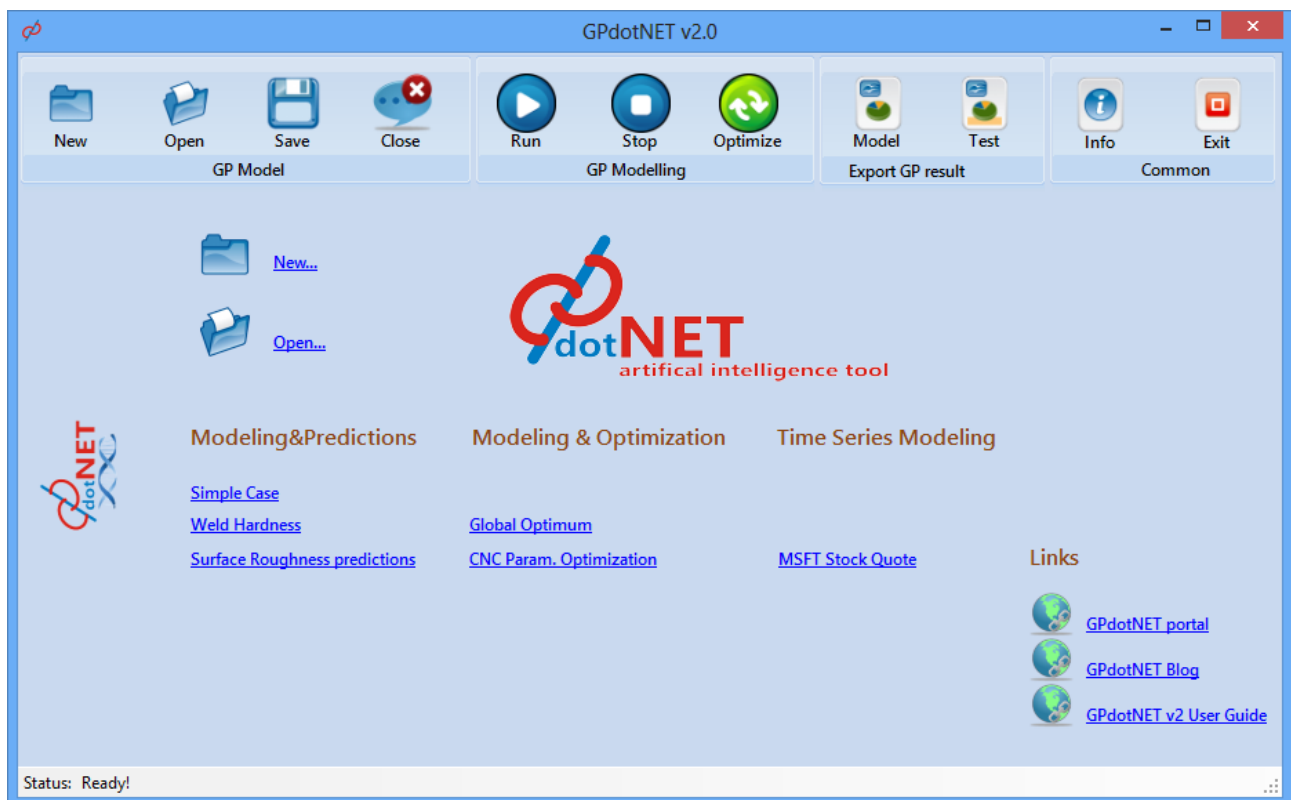 GPdotNET v2.0
New Open Save Close Run Stop Optimize Model Test Info Exit
GP Model GP Modelling Export GP result Common
New...
Open...
dotNET
artifical intelligence tool
dotNET
Modeling&Predictions Modeling & Optimization Time Series Modeling
Simple Case
Weld Hardness Global Optimum
Surface Roughness predictions CNC Param. Optimization MSFT Stock Quote
Links
GPdotNET portal
GPdotNET Blog
GPdotNET v2 User Guide
Status: Ready!